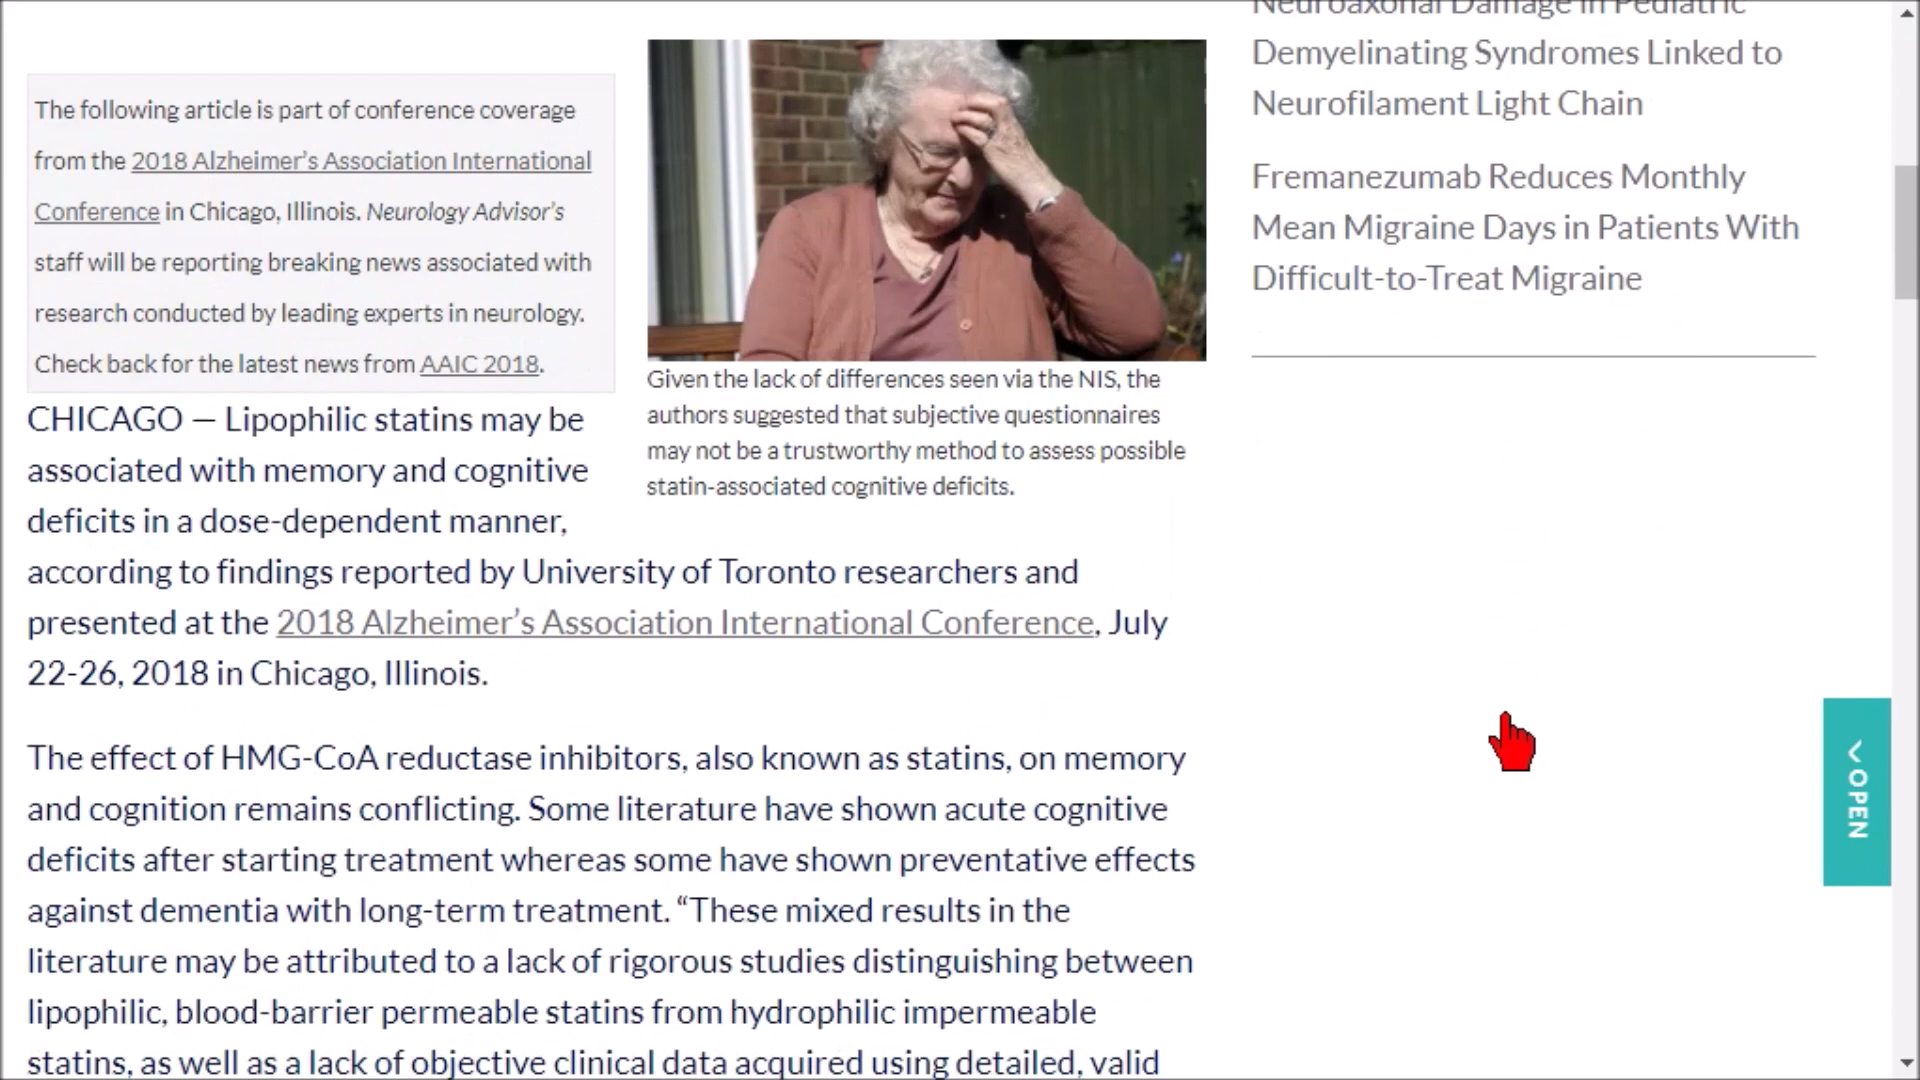 The following article is part of conference coverage
from the 2018 Alzheimer’s Association International
Conference in Chicago, Illinois. Neurology Advisor’s
staff will be reporting breaking news associated with
research conducted by leading experts in neurology.
Check back for the latest news from AAIC 2018.
Given the lack of differences seen via the NIS, the
authors suggested that subjective questionnaires
may not be a trustworthy method to assess possible
statin-associated cognitive deficits.
CHICAGO — Lipophilic statins may be
associated with memory and cognitive
deficits in a dose-dependent manner,
according to findings reported by University of Toronto researchers and
presented at the 2018 Alzheimer’s Association International Conference, July
22-26, 2018 in Chicago, Illinois.
The effect of HMG-CoA reductase inhibitors, also known as statins, on memory
and cognition remains conflicting. Some literature have shown acute cognitive
deficits after starting treatment whereas some have shown preventative effects
against dementia with long-term treatment. “These mixed results in the
literature may be attributed to a lack of rigorous studies distinguishing between
lipophilic, blood-barrier permeable statins from hydrophilic impermeable
statins, as well as a lack of objective clinical data acquired using detailed, valid
Neuroaxonal Damage in Pediatric
Demyelinating Syndromes Linked to
Neurofilament Light Chain
Fremanezumab Reduces Monthly
Mean Migraine Days in Patients With
Difficult-to-Treat Migraine
OPEN